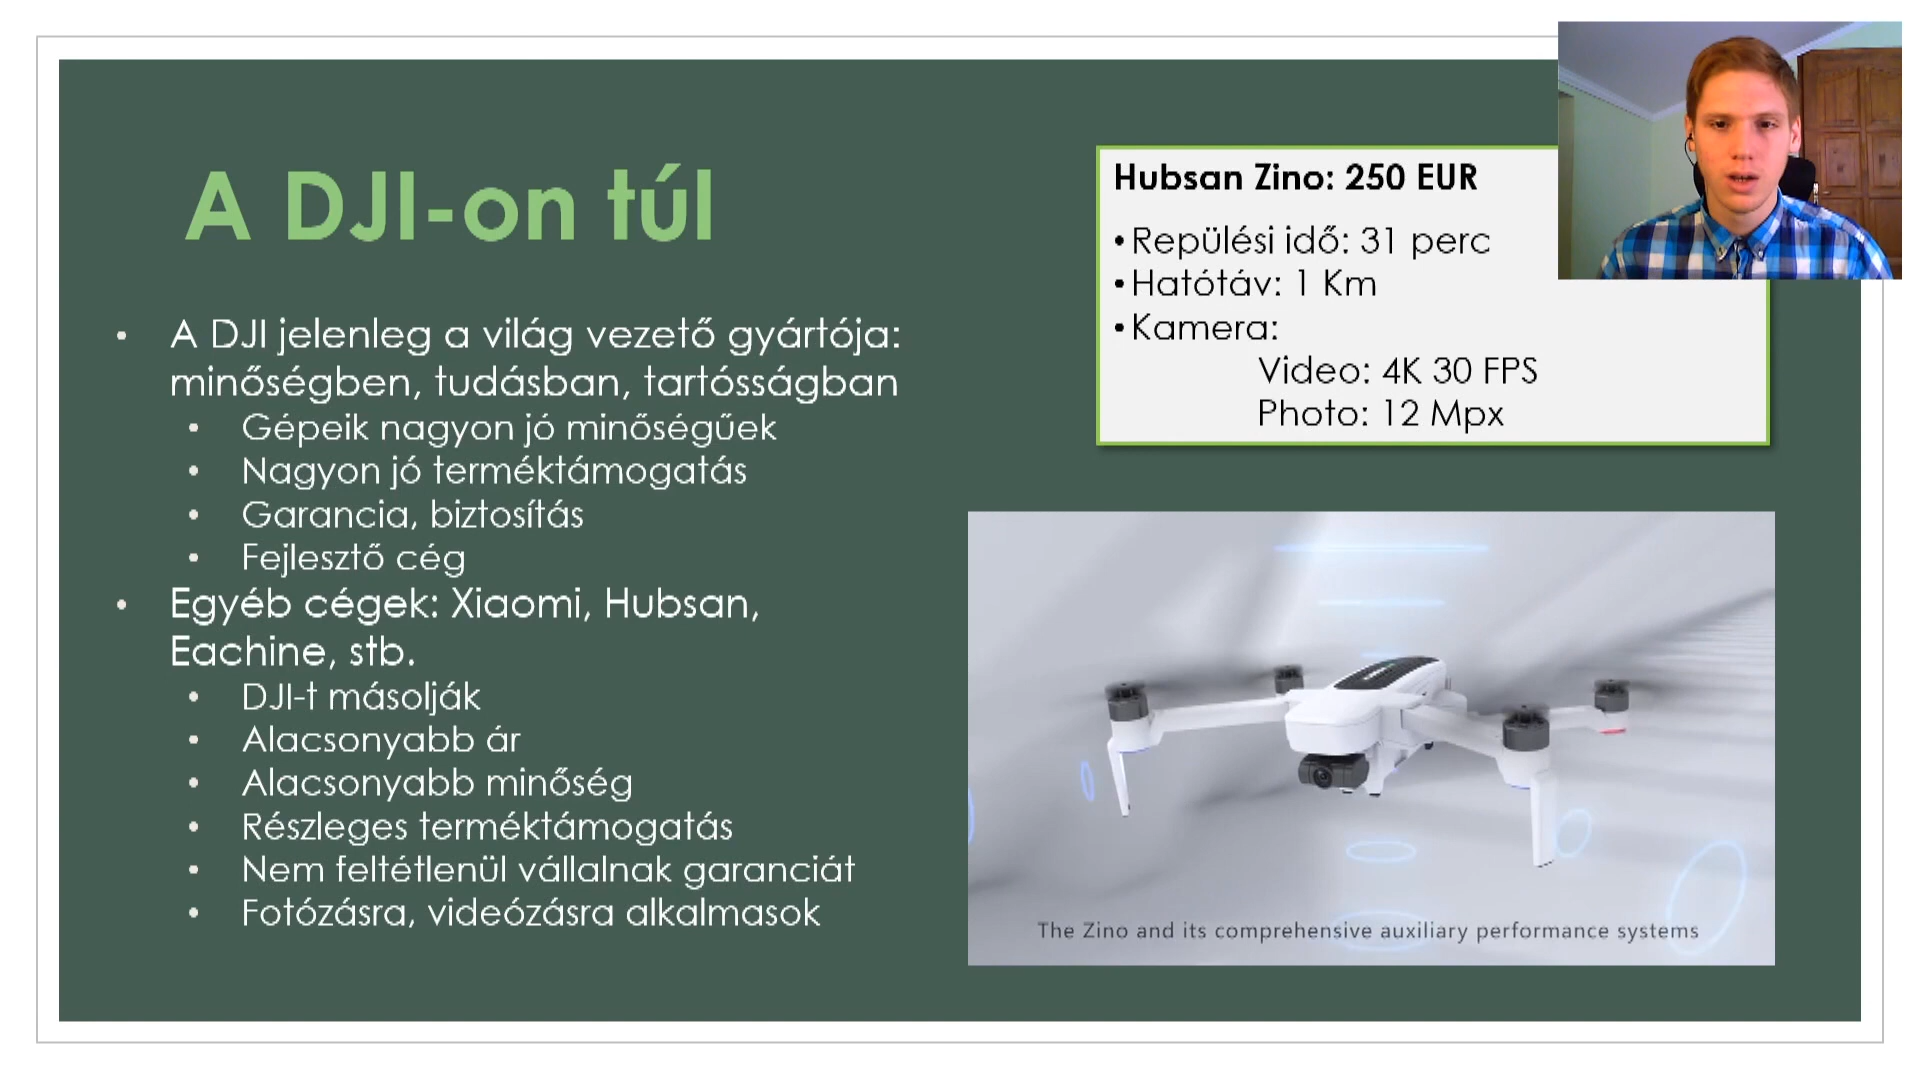 A DJI-on túl
A DJI jelenleg a világ vezető gyártója:
minőségben, tudásban, tartósságban
Gépeik nagyon jó minőségűek
Nagyon jó terméktámogatás
Garancia, biztosítás
Fejlesztő cég
Egyéb cégek: Xiaomi, Hubsan,
Eachine, stb.
DJI-t másolják
Alacsonyabb ár
Alacsonyabb minőség
Részleges terméktámogatás
Nem feltétlenül vállalnak garanciát
Fotózásra, videózásra alkalmasok
Hubsan Zino: 250 EUR
Repülési idő: 31 perc
Hatótáv: 1 Km
Kamera:
Video: 4K 30 FPS
Photo: 12 Mpx
The Zino and its comprehensive auxiliary performance systems